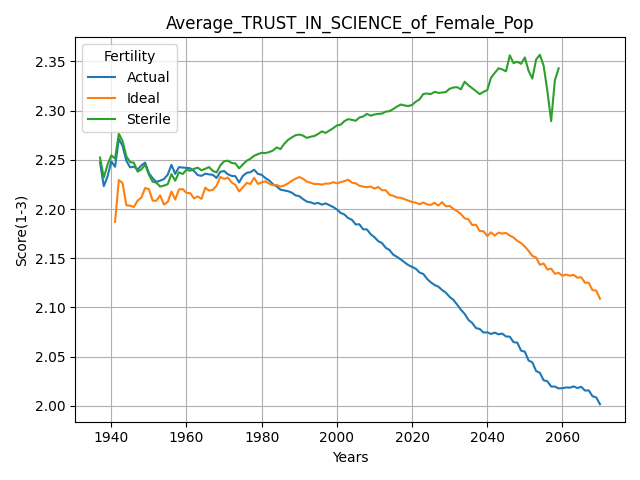 Average_TRUST_IN_SCIENCE_of_Female_Pop
Fertility
Actual
Ideal
Sterile
Score(1-3)
2.35
2.30
2.25
2.20
2.15
2.10
2.05
2.00
1940 1960 1980 2000 2020 2040 2060
Years